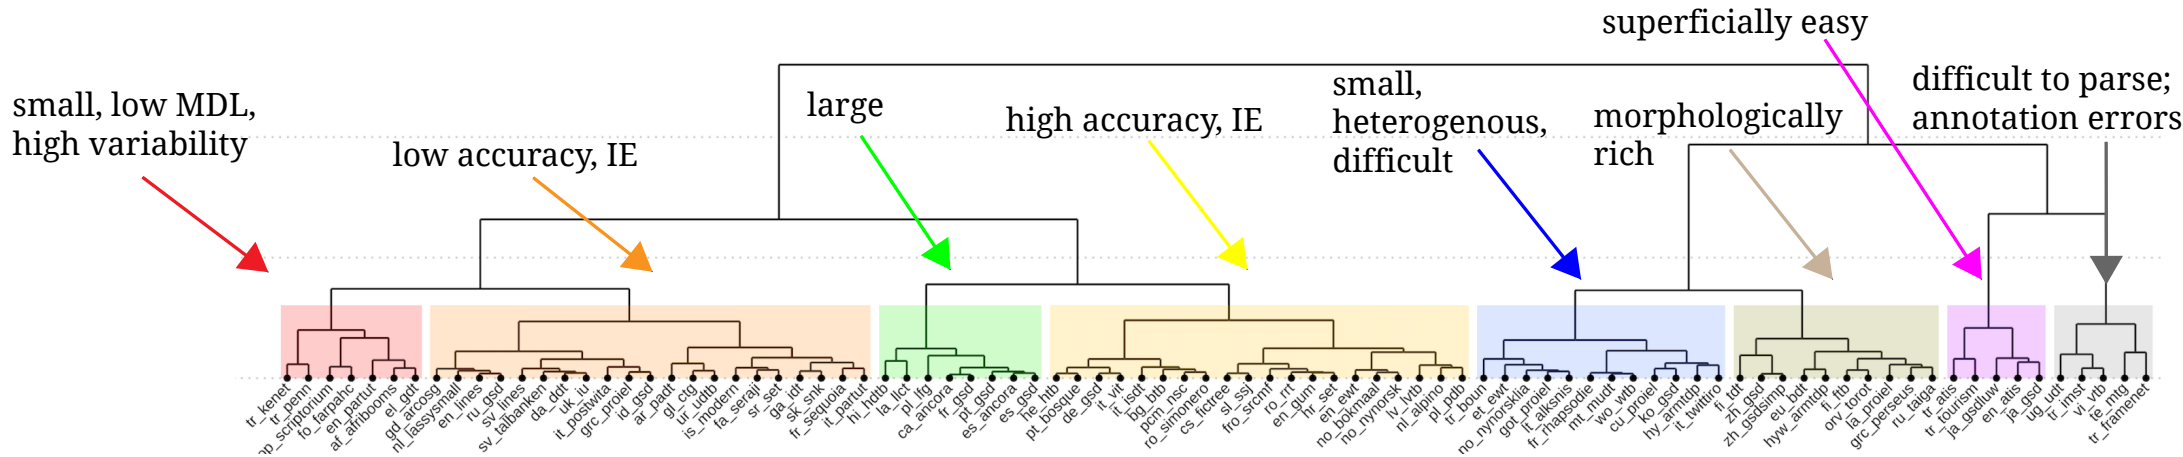 superficially easy
small, low MDL,
high variability
low accuracy, IE
large
high accuracy, IE
small,
heterogenous,
difficult
morphologically
rich
difficult to parse;
annotation errors
tr_kenet
tr_penn
op_scriptorium
fo_farpahc
en_partut
af_afribooms
el_gdt
gd_arcosg
nl_lassysmall
en_lines
ru_gsd
sv_lines
sv_talbanken
da_ddt
uk_iu
it_postwita
grc_proiel
id_gsd
ar_padt
gl_ctg
ur_udtb
is_modern
fa_seraji
sr_set
ga_idt
sk_snk
fr_sequoia
it_partut
hi_hdtb
la_llct
pl_lfg
ca_ancora
fr_gsd
pt_gsd
es_ancora
es_gsd
he_htb
pt_bosque
de_gsd
it_vit
it_isdt
bg_btb
pcm_nsc
ro_simonero
cs_fictree
sl_ssj
fro_srcmf
ro_rrt
en_gum
hr_set
en_ewt
no_bokmaal
no_nynorsk
lv_lvtb
nl_alpino
pl_pdb
tr_boun
et_ewt
no_nynorsklia
got_proiel
lt_alksnis
fr_rhapsodie
mt_mudt
wo_wtb
cu_proiel
ko_gsd
hy_armtdp
it_twittiro
fi_tdt
zh_gsd
zh_gsdsimp
eu_bdt
hyw_armtdp
fi_ftb
orv_torot
la_proiel
grc_perseus
ru_taiga
tr_atis
tr_tourism
ja_gsdluw
en_atis
ja_gsd
ug_udt
tr_imst
vi_vtb
te_mtg
tr_framenet